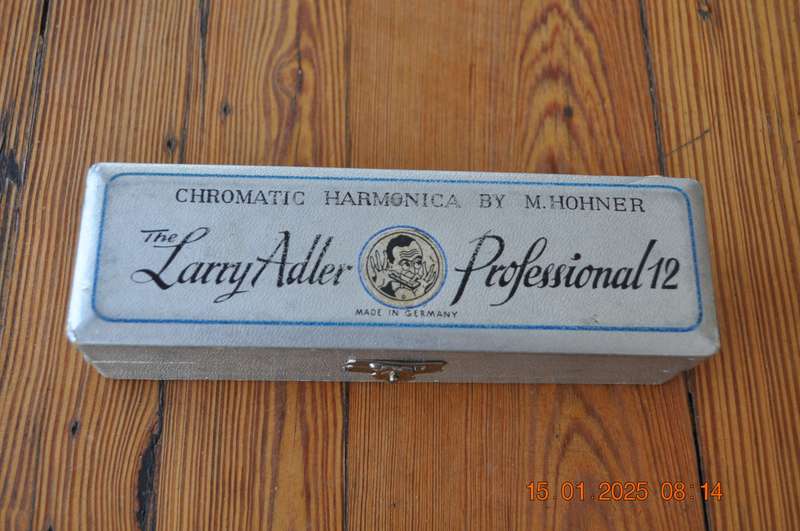 CHROMATIC HARMONICA BY M. HOHNER
The Larry Adler Professional 12
MADE IN GERMANY
15.01.2025 08:14